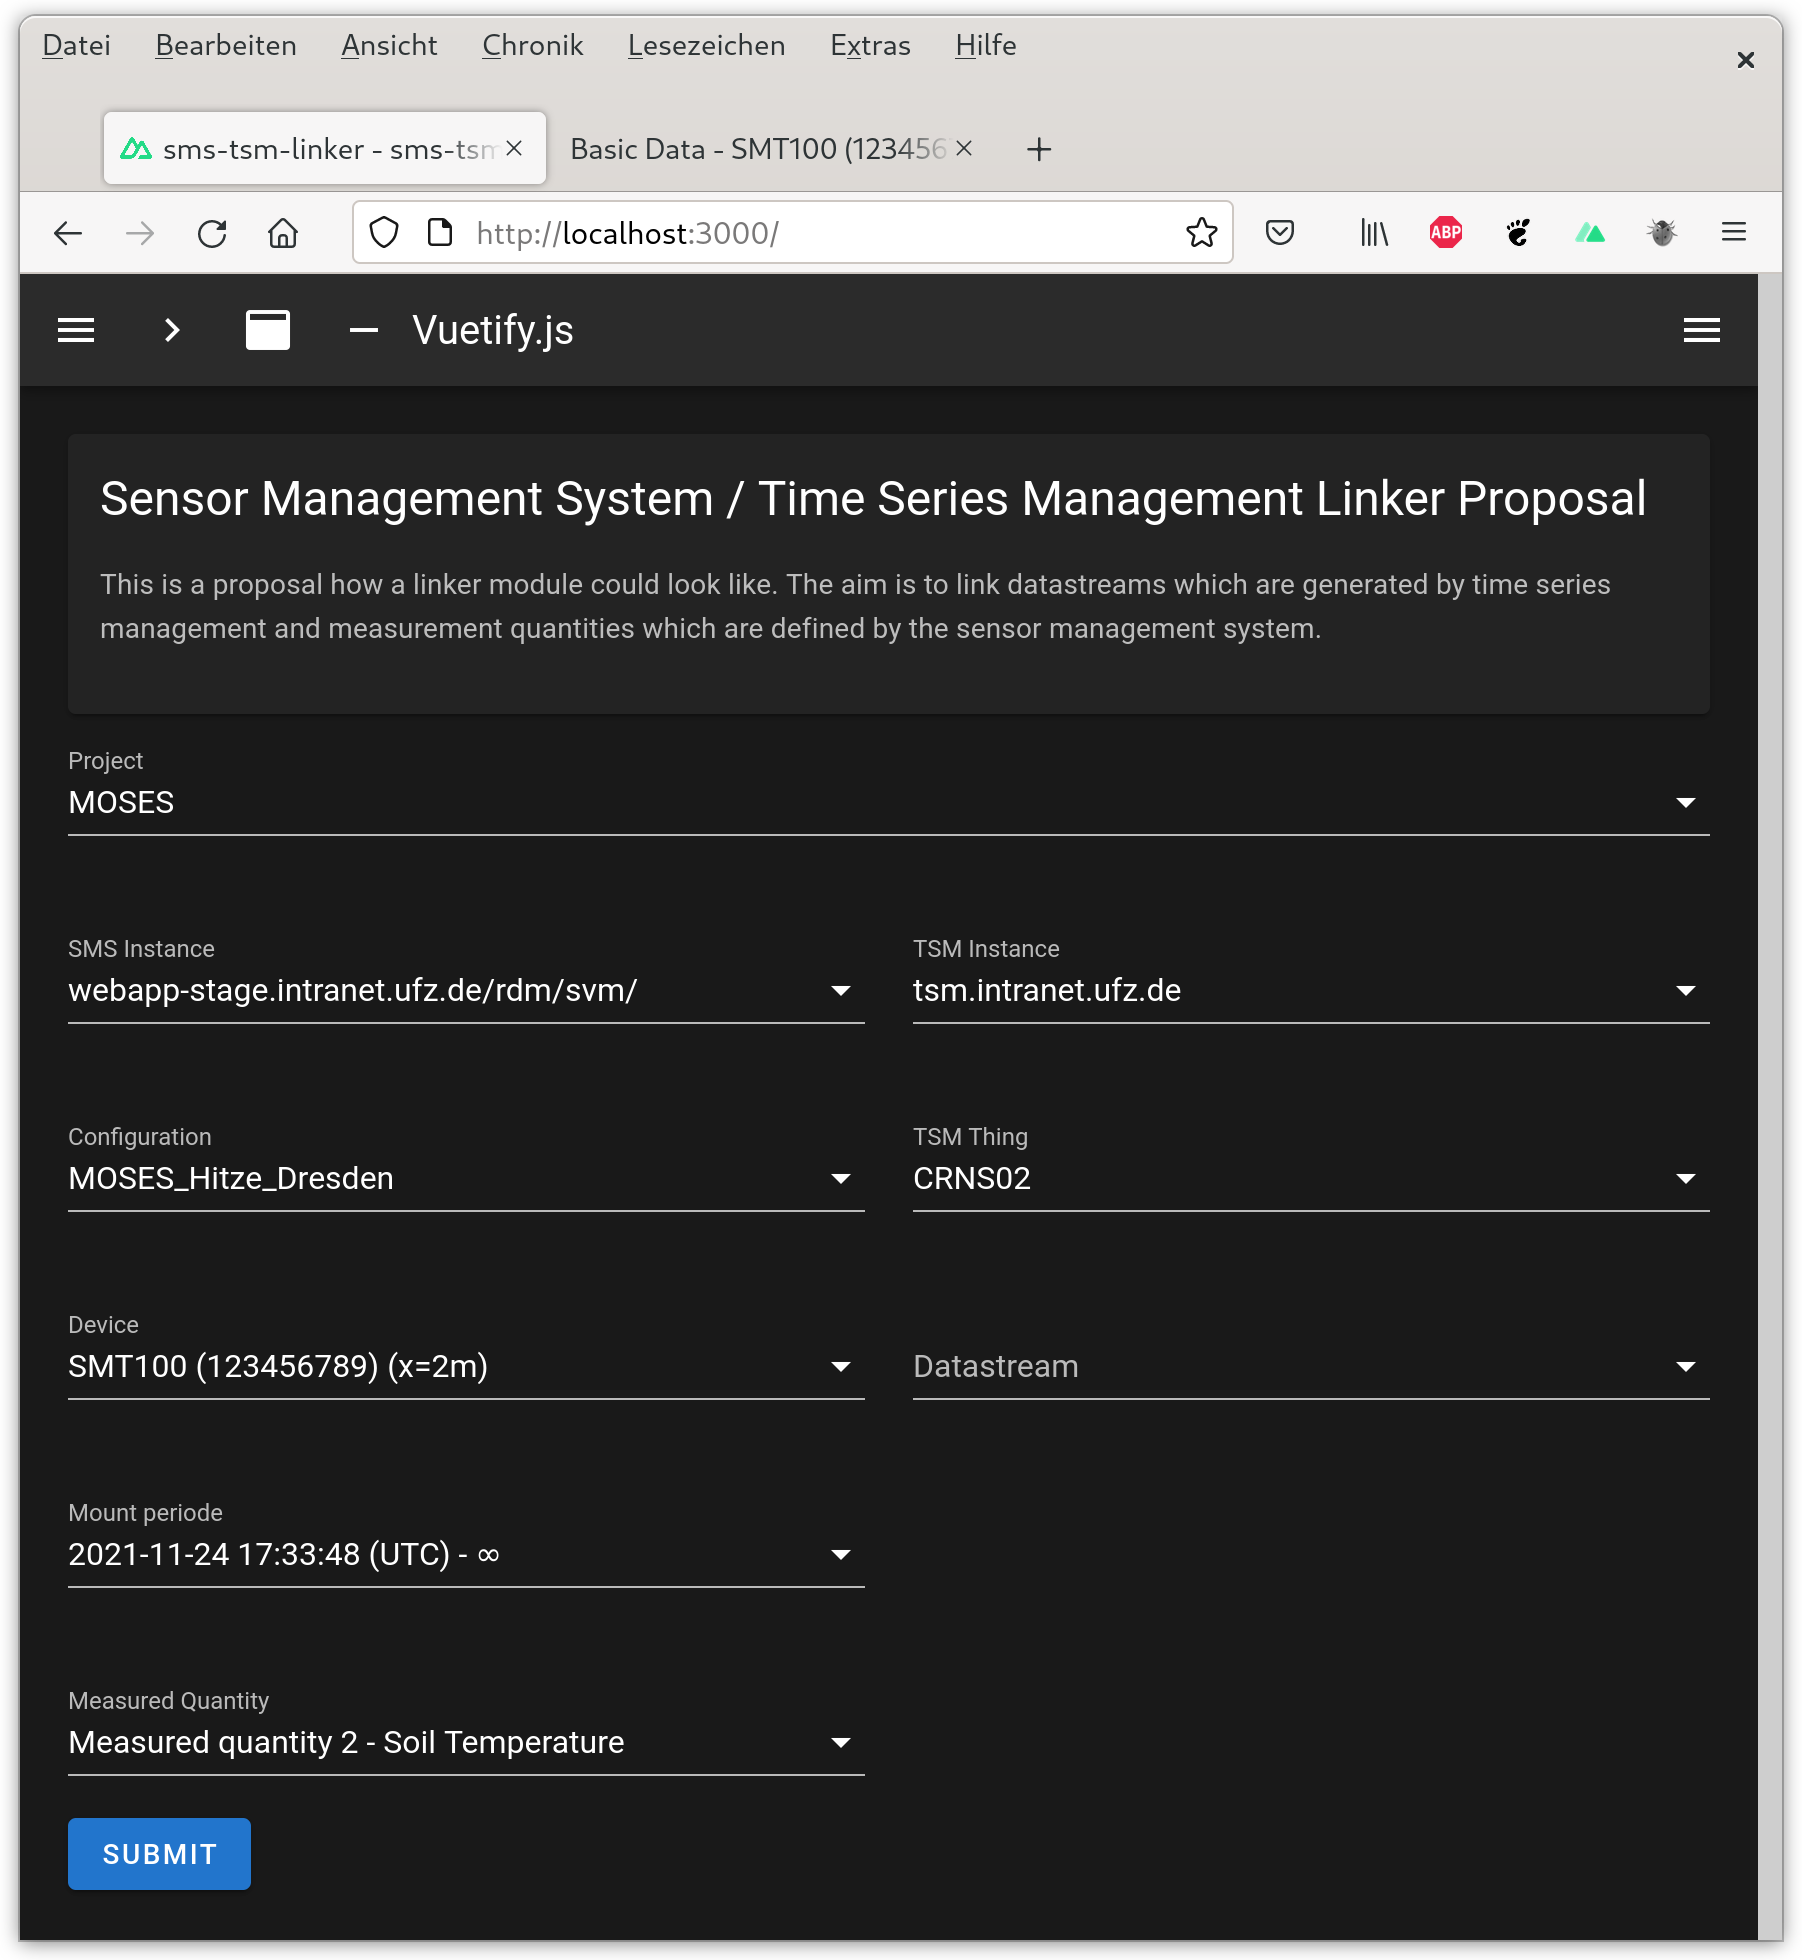 Datei Bearbeiten Ansicht Chronik Lesezeichen Extras Hilfe
sms-tsm-linker - sms-tsm
Basic Data - SMT100 (123456
http://localhost:3000/
ABP
Vuetify.js
Sensor Management System / Time Series Management Linker Proposal
This is a proposal how a linker module could look like. The aim is to link datastreams which are generated by time series
management and measurement quantities which are defined by the sensor management system.
Project
MOSES
SMS Instance
webapp-stage.intranet.ufz.de/rdm/svm/
TSM Instance
tsm.intranet.ufz.de
Configuration
MOSES_Hitze_Dresden
TSM Thing
CRNS02
Device
SMT100 (123456789) (x=2m)
Datastream
Mount periode
2021-11-24 17:33:48 (UTC) - ∞
Measured Quantity
Measured quantity 2 - Soil Temperature
SUBMIT